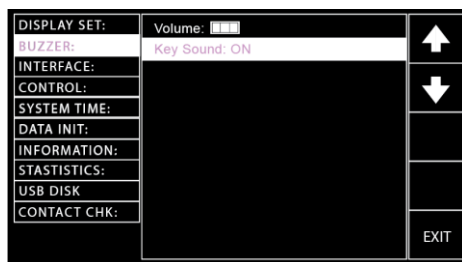 DISPLAY SET:
BUZZER:
INTERFACE:
CONTROL:
SYSTEM TIME:
DATA INIT:
INFORMATION:
STASTISTICS:
USB DISK
CONTACT CHK:
Volume:
Key Sound: ON
EXIT